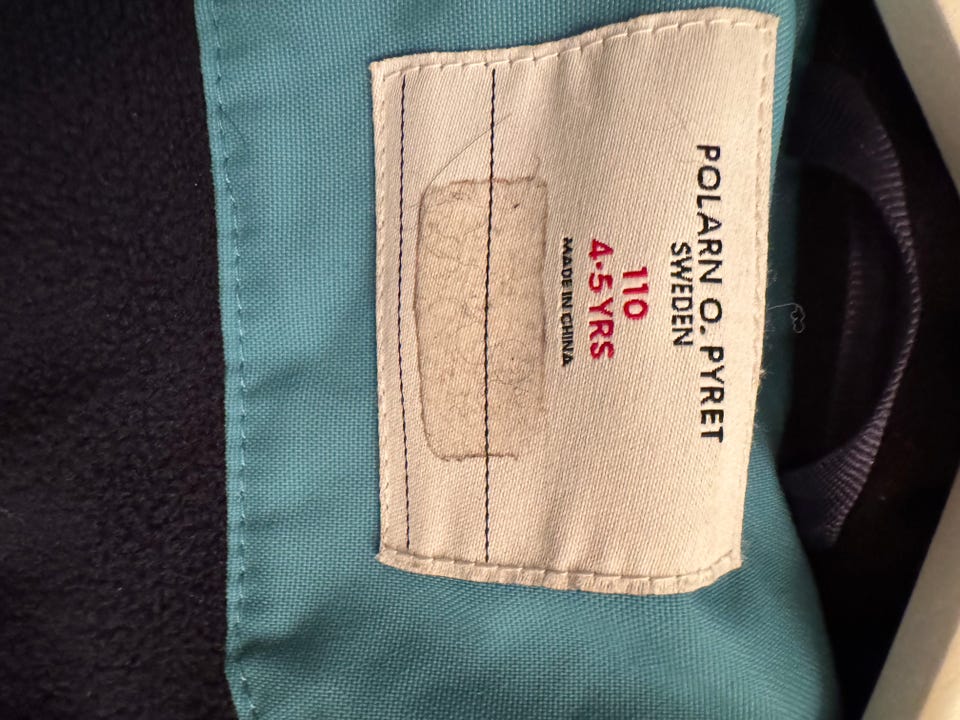 POLARN O. PYRET
SWEDEN
110
4-5 YRS
MADE IN CHINA